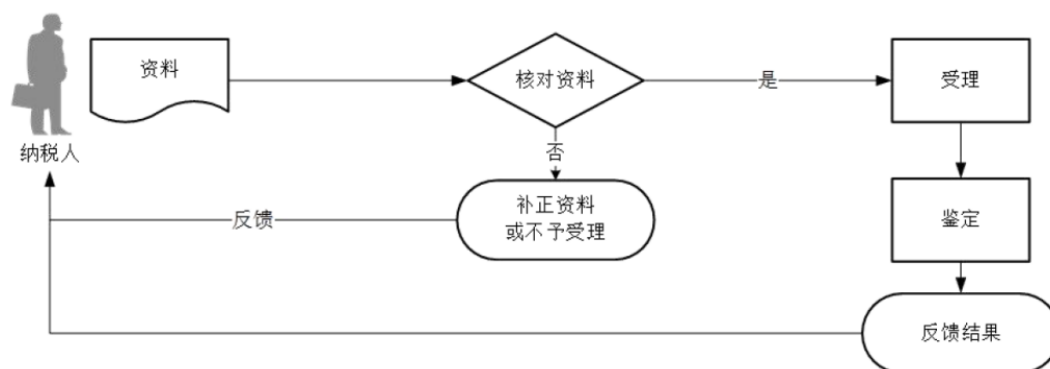 资料
核对资料
是
受理
纳税人
否
补正资料
或不予受理
反馈
鉴定
反馈结果